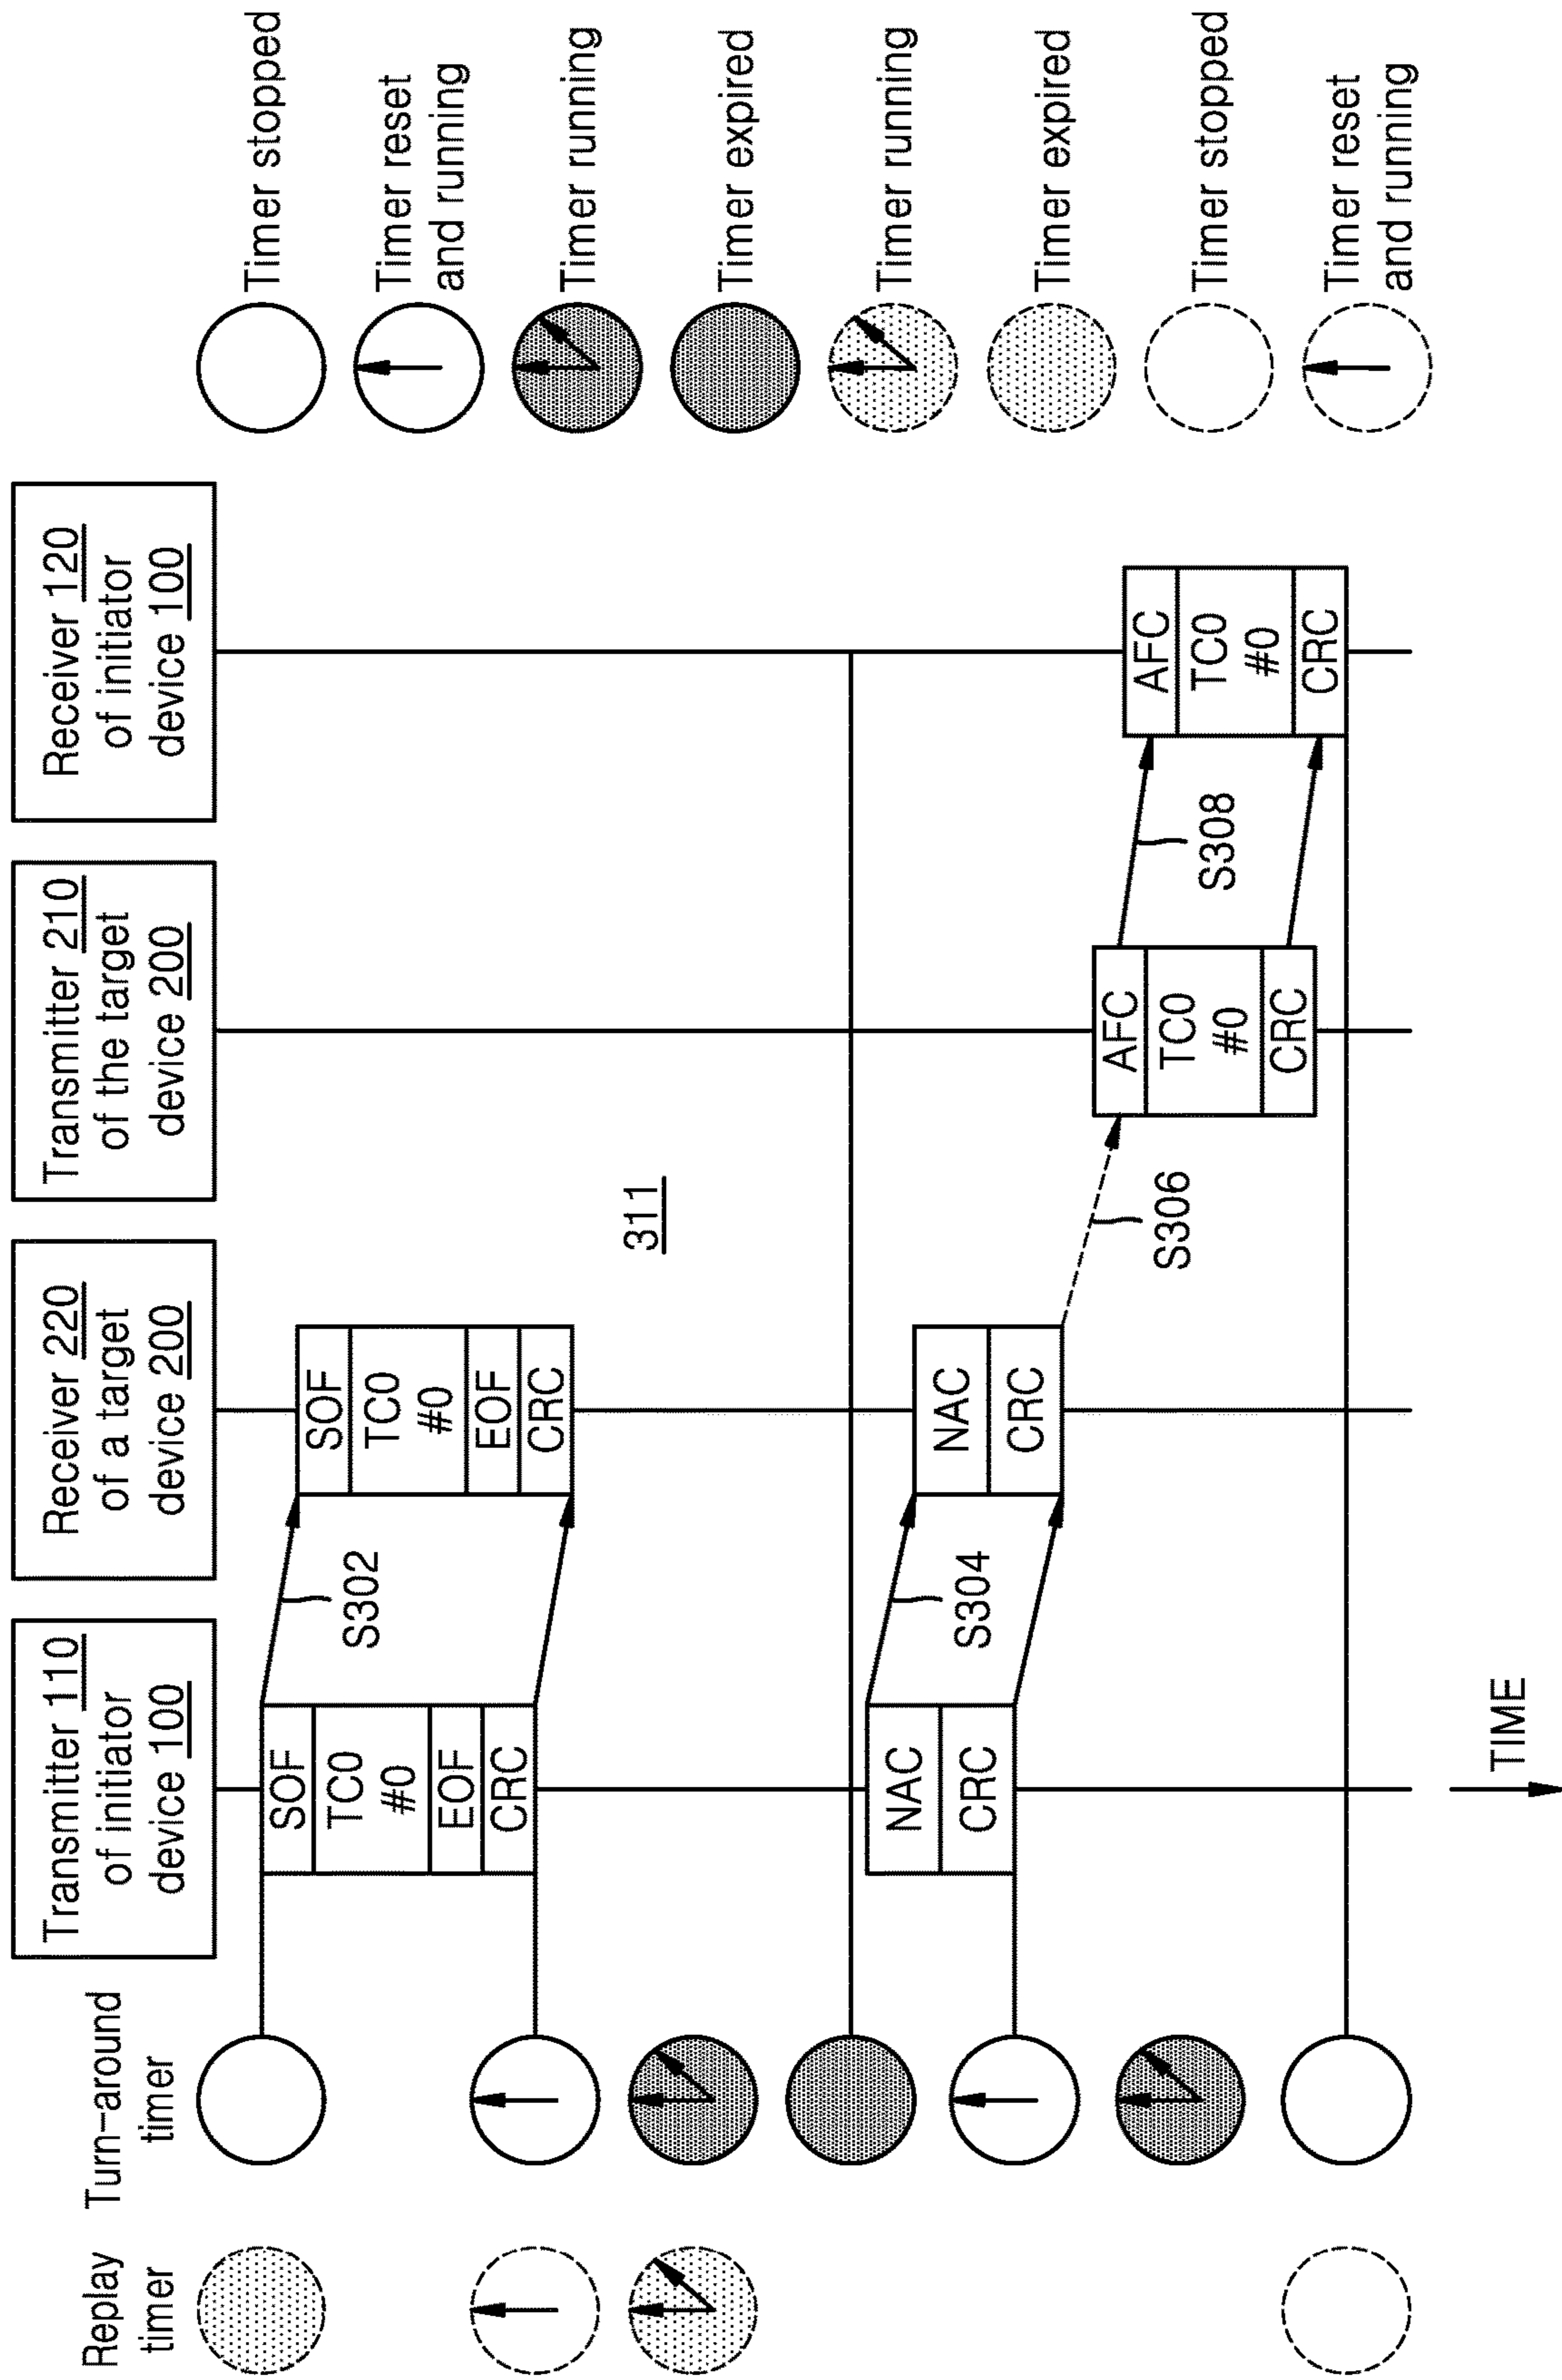 Replay
timer
Turn-around
timer
Transmitter 110
of initiator
device 100
Receiver 220
of a target
device 200
Transmitter 210
of the target
device 200
Receiver 120
of initiator
device 100
SOF
TC0
#0
EOF
CRC
S302
SOF
TC0
#0
EOF
CRC
311
NAC
CRC
S304
NAC
CRC
S306
AFC
TC0
#0
CRC
S308
AFC
TC0
#0
CRC
TIME
Timer stopped
Timer reset
and running
Timer running
Timer expired
Timer running
Timer expired
Timer stopped
Timer reset
and running